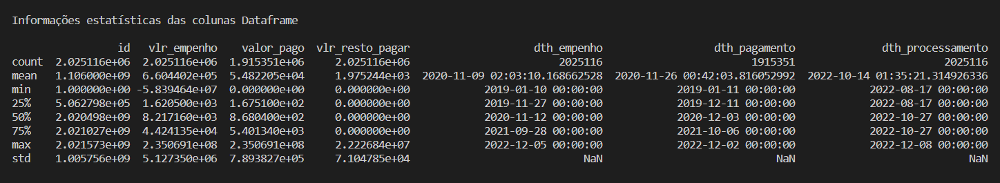 Informações estatísticas das colunas Dataframe
id vlr_empenho valor_pago vlr_resto_pagar dth_empenho dth_pagamento dth_processamento
count 2.025116e+06 2.025116e+06 1.915351e+06 2.025116e+06 2025116 1915351 2025116
mean 1.106000e+09 6.604402e+05 5.482205e+04 1.975244e+03 2020-11-09 02:03:10.168662528 2020-11-26 00:42:03.816052992 2022-10-14 01:35:21.314926336
min 1.000000e+00 -5.839464e+07 0.000000e+00 0.000000e+00 2019-01-10 00:00:00 2019-01-11 00:00:00 2022-08-17 00:00:00
25% 5.062798e+05 1.620500e+03 1.675100e+02 0.000000e+00 2019-11-27 00:00:00 2019-12-11 00:00:00 2022-08-17 00:00:00
50% 2.020498e+09 8.217160e+03 8.680400e+02 0.000000e+00 2020-11-12 00:00:00 2020-12-03 00:00:00 2022-10-27 00:00:00
75% 2.021027e+09 4.424135e+04 5.401340e+03 0.000000e+00 2021-09-28 00:00:00 2021-10-06 00:00:00 2022-10-27 00:00:00
max 2.021573e+09 2.350691e+08 2.350691e+08 2.222684e+07 2022-12-05 00:00:00 2022-12-02 00:00:00 2022-12-08 00:00:00
std 1.005756e+09 5.127350e+06 7.893827e+05 7.104785e+04 NaN NaN NaN